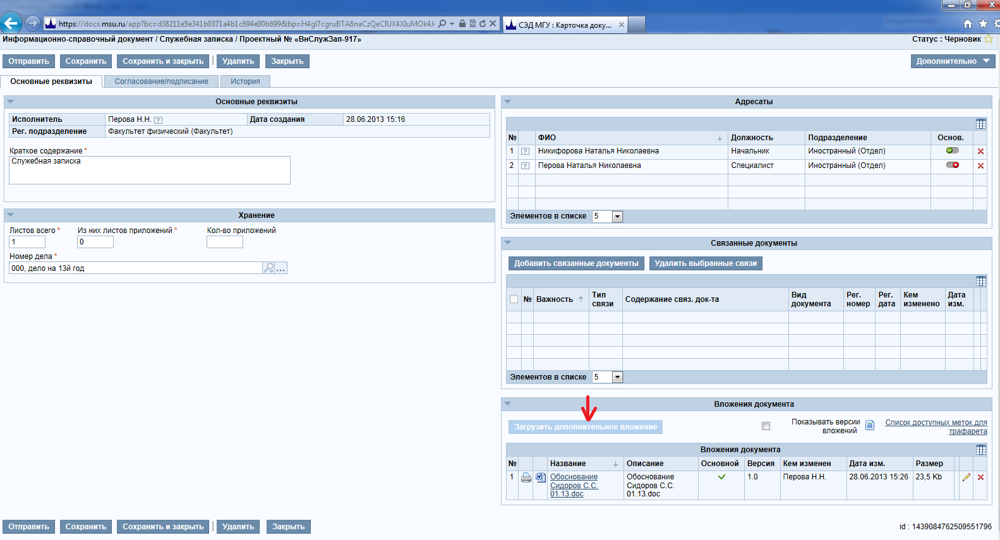 https://docs.msu.ru/app?bc=d38211e5e341b0371a4b1c894e00b899&bp=H4gI7cgruBTA8naCzQeCIUX4XIuMOk4J
СЭД МГУ : Карточка доку...
Информационно-справочный документ / Служебная записка / Проектный № «ВнСлужЗап-917»
Статус : Черновик
Отправить Сохранить Сохранить и закрыть Удалить Закрыть
Дополнительно
Основные реквизиты Согласование/подписание История
Основные реквизиты
Исполнитель Перова Н.Н. ? Дата создания 28.06.2013 15:16
Рег. подразделение Факультет физический (Факультет)
Краткое содержание *
Служебная записка
Хранение
Листов всего * Из них листов приложений * Кол-во приложений
1 0
Номер дела *
000, дело на 13й год ...
Адресаты
№ ФИО Должность Подразделение Основ.
1 ? Никифорова Наталья Николаевна Начальник Иностранный (Отдел)
2 ? Перова Наталья Николаевна Специалист Иностранный (Отдел)
Элементов в списке 5
Связанные документы
Добавить связанные документы Удалить выбранные связи
№ Важность Тип связи Содержание связ. док-та Вид документа Рег. номер Рег. дата Кем изменено Дата изм.
Элементов в списке 5
Вложения документа
Загрузить дополнительное вложение
Показывать версии вложений
Список доступных меток для трафарета
Вложения документа
№ Название Описание Основной Версия Кем изменен Дата изм. Размер
1 Обоснование Сидоров С.С. 01.13.doc Обоснование Сидоров С.С. 01.13.doc 1.0 Перова Н.Н. 28.06.2013 15:26 23,5 Kb
Отправить Сохранить Сохранить и закрыть Удалить Закрыть
id : 1439084762509551796